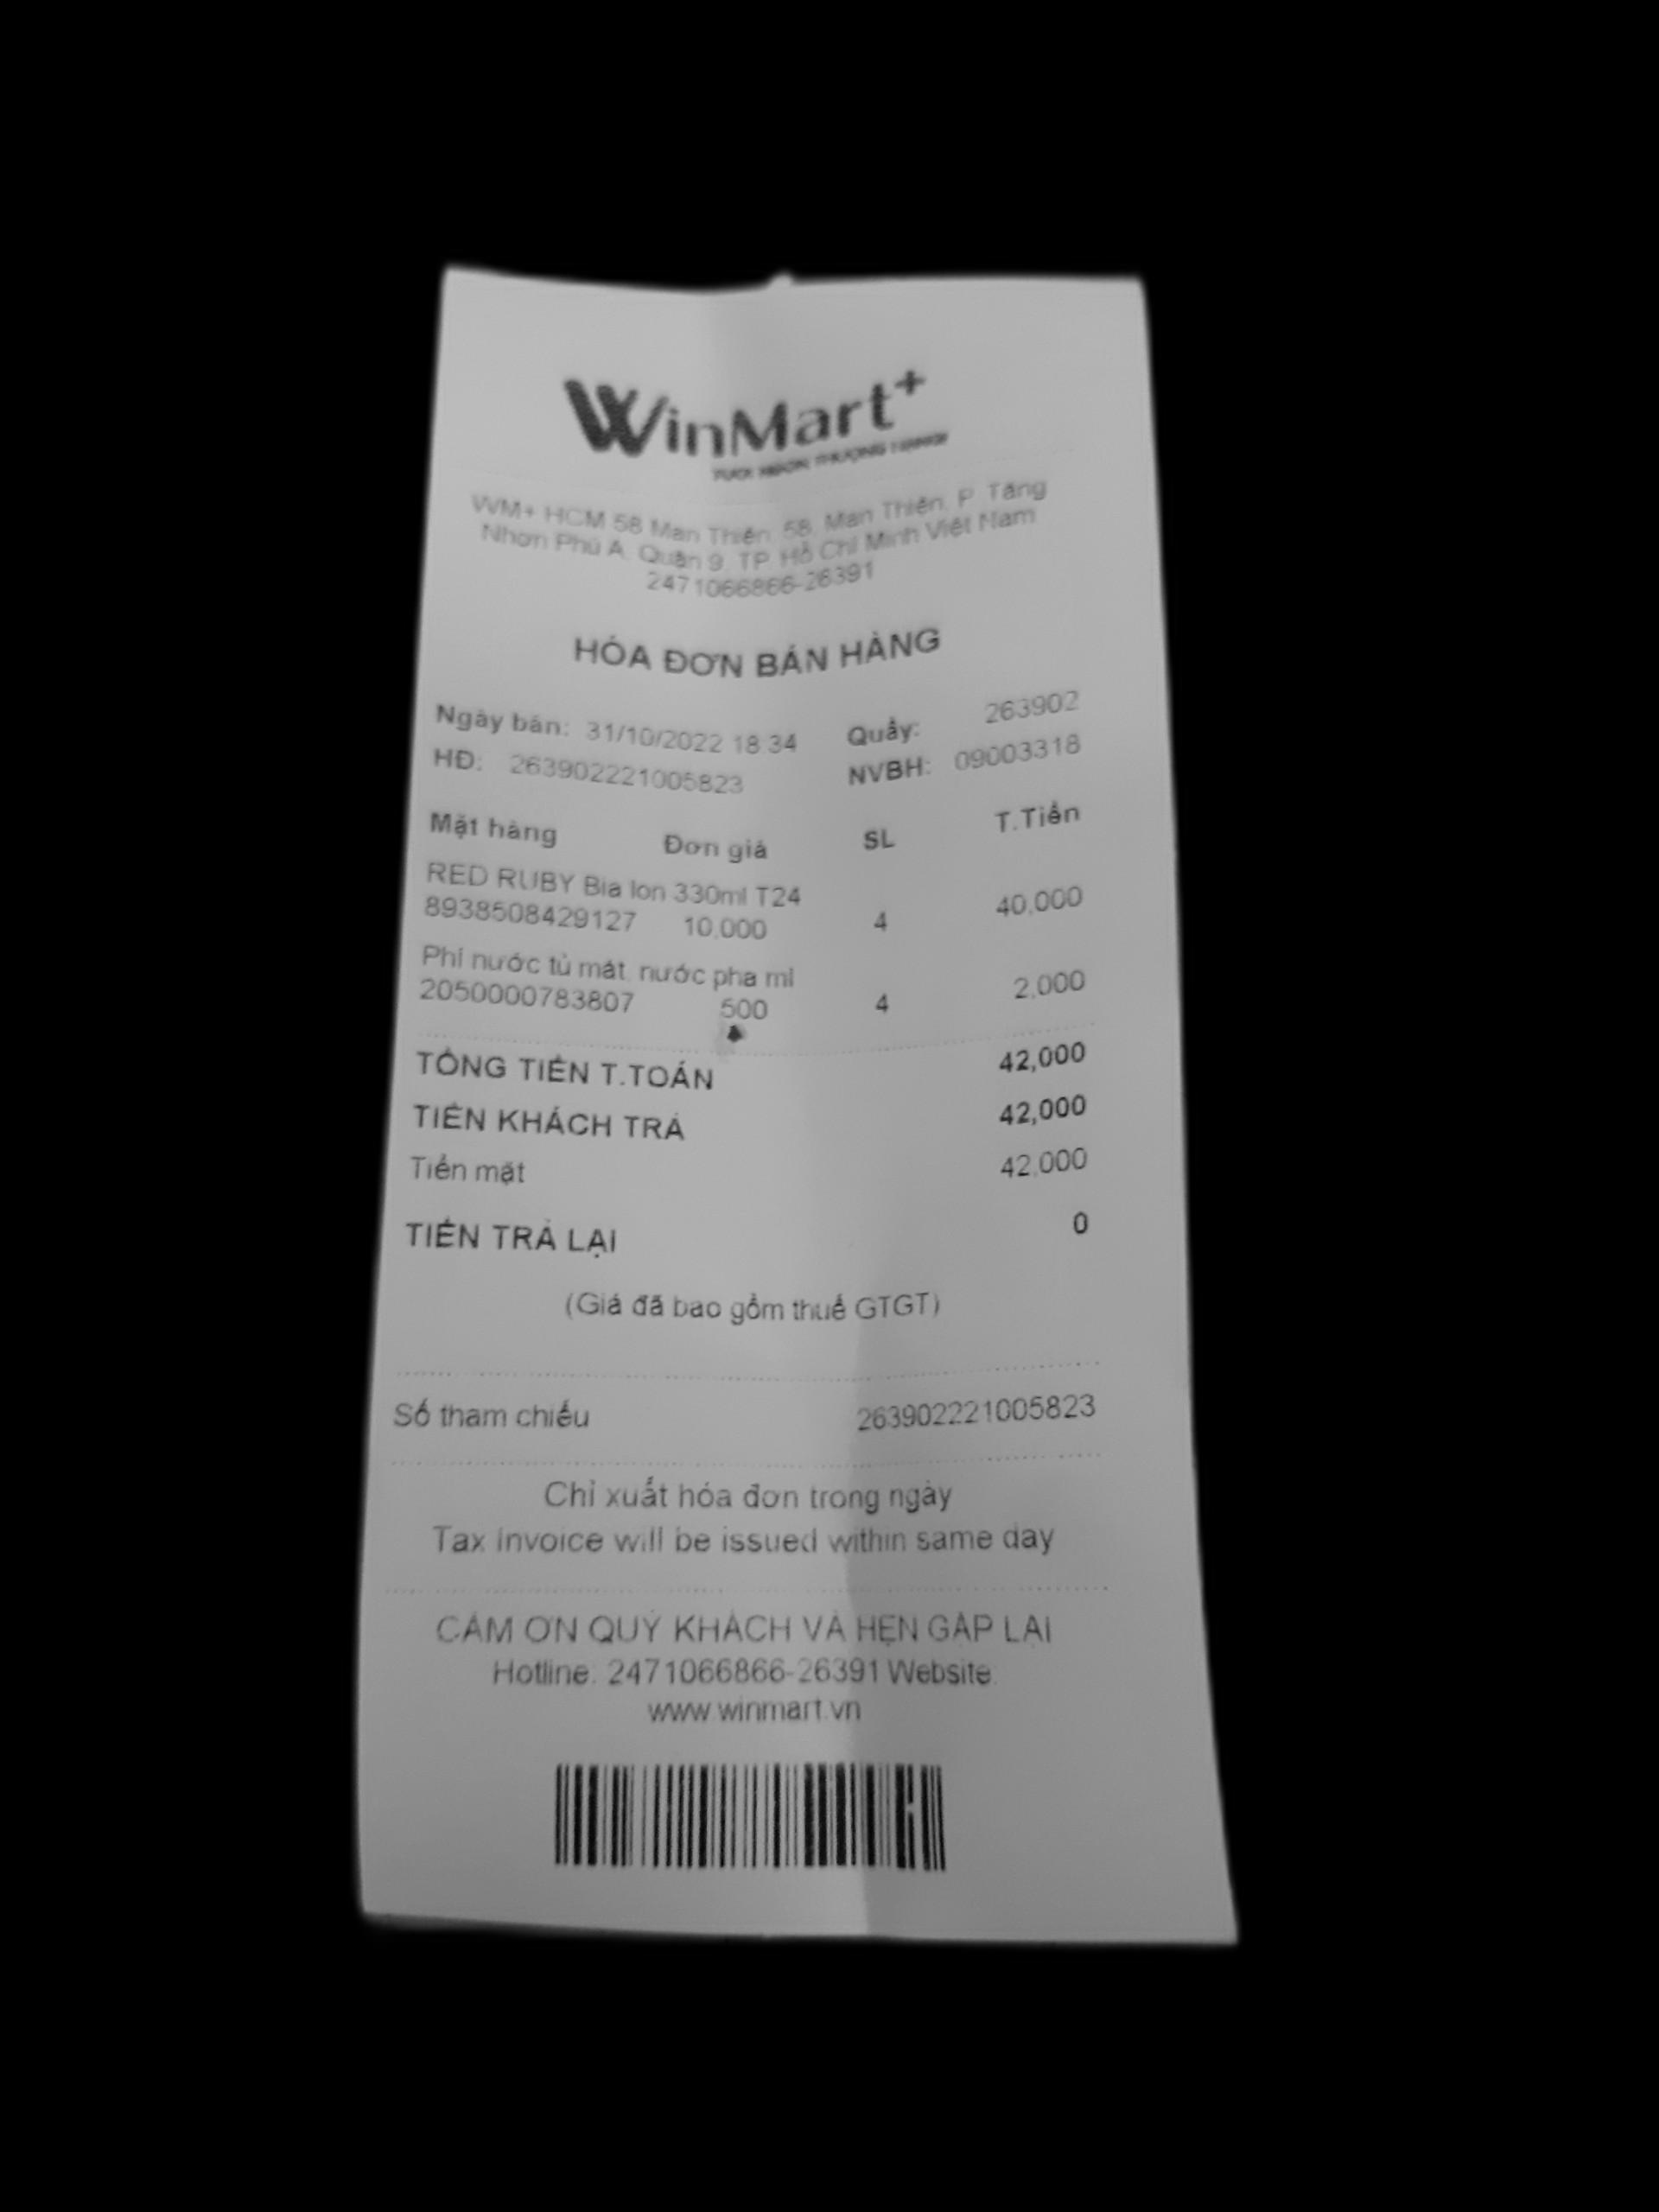 WinMart+
WM+ HCM 58 Man Thiện, 58, Man Thiện, P. Tăng
Nhơn Phú A, Quận 9, TP. Hồ Chí Minh Việt Nam
2471066866-26391
HÓA ĐƠN BÁN HÀNG
Ngày bán: 31/10/2022 18:34 Quầy: 263902
HĐ: 263902221005823 NVBH: 09003318
Mặt hàng Đơn giá SL T.Tiền
RED RUBY Bia lon 330ml T24
8938508429127 10,000 4 40,000
Phí nước tủ mát, nước pha mì
2050000783807 500 4 2,000
TỔNG TIỀN T.TOÁN 42,000
TIỀN KHÁCH TRẢ 42,000
Tiền mặt 42,000
TIỀN TRẢ LẠI 0
(Giá đã bao gồm thuế GTGT)
Số tham chiếu 263902221005823
Chỉ xuất hóa đơn trong ngày
Tax invoice will be issued within same day
CẢM ƠN QUÝ KHÁCH VÀ HẸN GẶP LẠI
Hotline: 2471066866-26391 Website:
www.winmart.vn